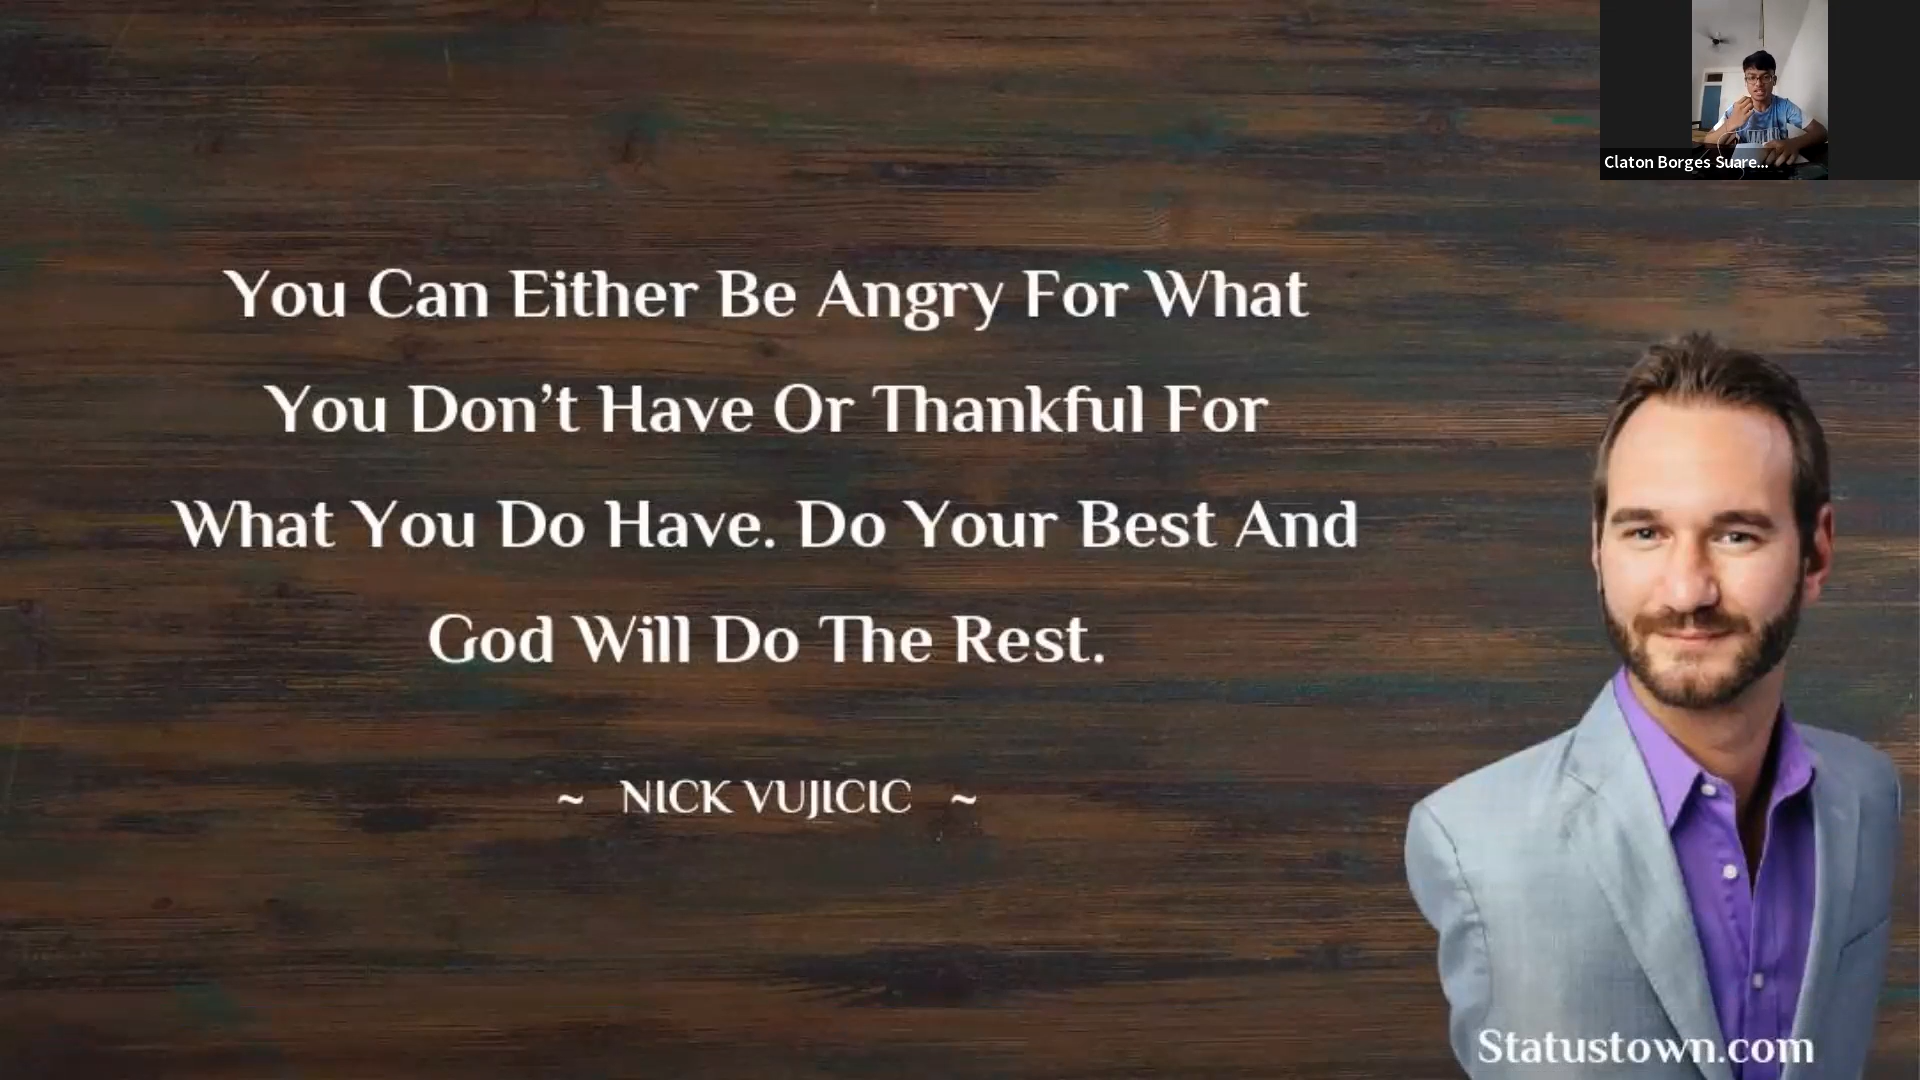 Claton Borges Suare...
You Can Either Be Angry For What
You Don't Have Or Thankful For
What You Do Have. Do Your Best And
God Will Do The Rest.
~ NICK VUJICIC ~
Statustown.com